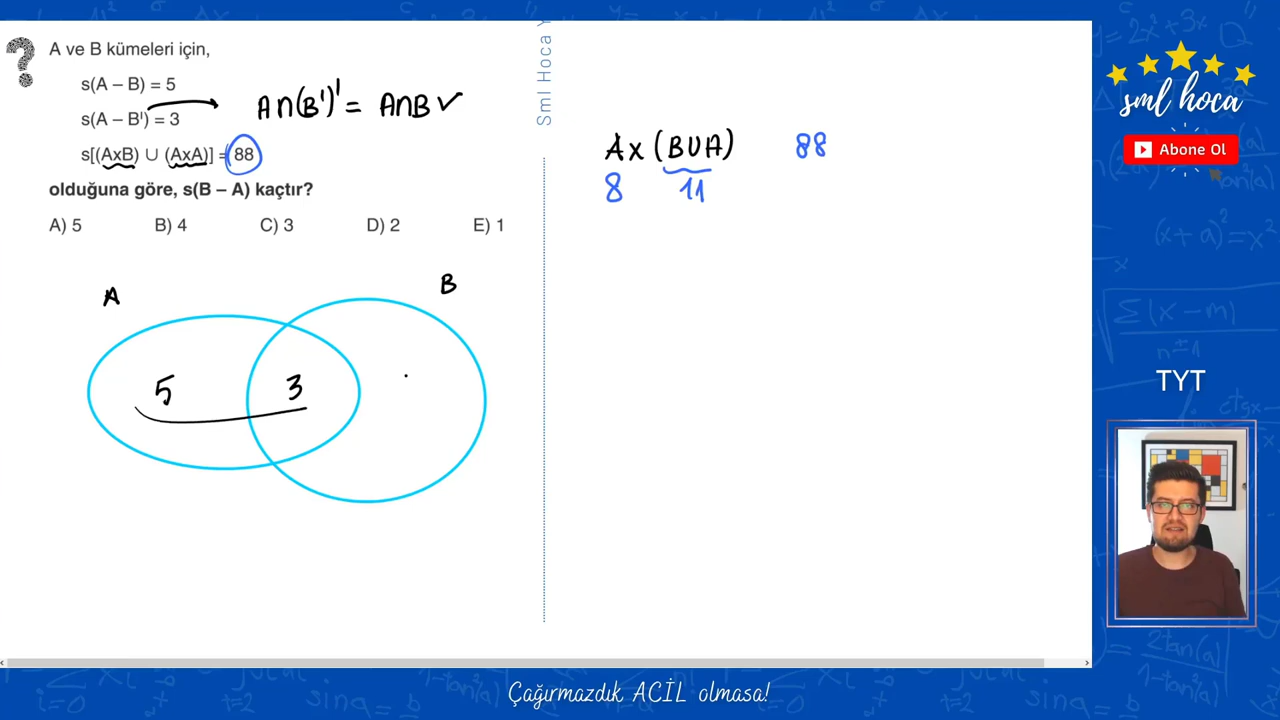 A ve B kümeleri için,
s(A – B) = 5
s(A – B') = 3
A∩(B')' = A∩B ✓
s[(AxB) ∪ (AxA)] = 88
olduğuna göre, s(B – A) kaçtır?
A) 5 B) 4 C) 3 D) 2 E) 1
A
B
5 3
Sml Hoca
Ax(B∪A) 88
8 11
sml hoca
Abone Ol
TYT
Çağırmazdık ACİL olmasa!